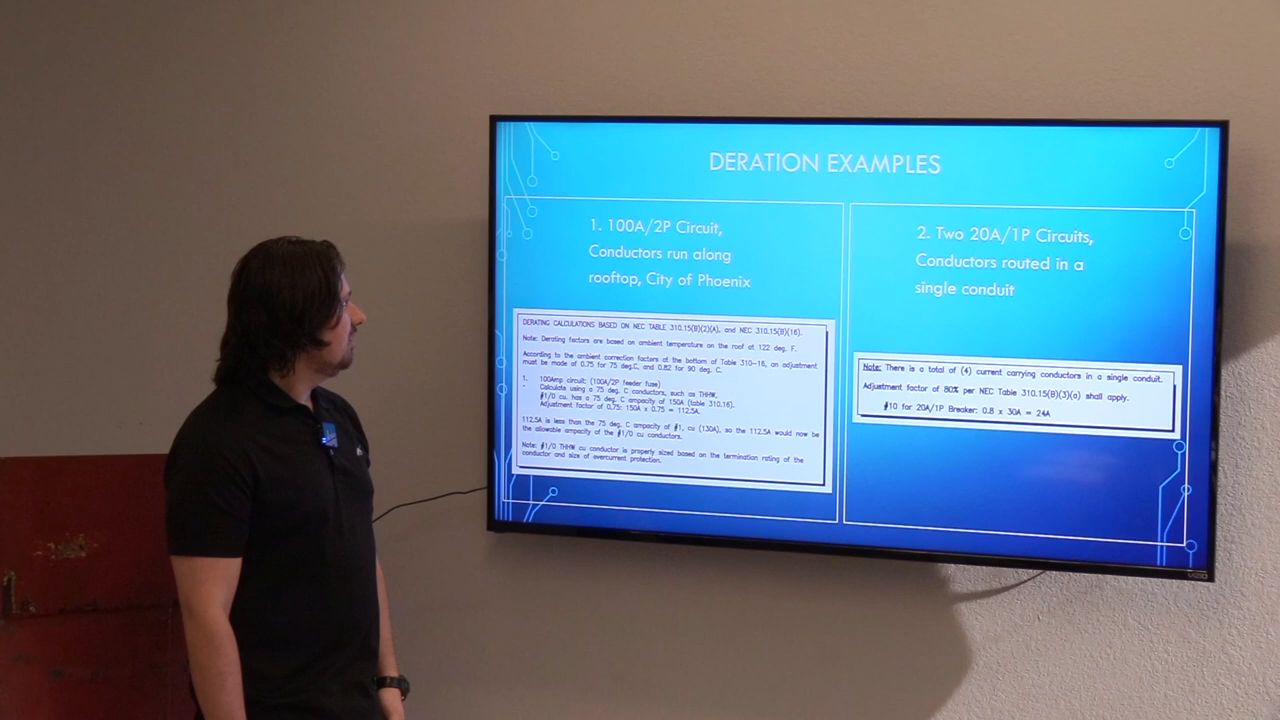 DERATION EXAMPLES
1. 100A/2P Circuit,
Conductors run along
rooftop, City of Phoenix
DERATING CALCULATIONS BASED ON NEC TABLE 310.15(B)(2)(A), and NEC 310.15(B)(16).
Note: Derating factors are based on ambient temperature on the roof at 122 deg. F.
According to the ambient correction factors at the bottom of Table 310-16, an adjustment
must be made of 0.75 for 75 deg.C, and 0.82 for 90 deg. C.
1. 100Amp circuit: (100A/2P feeder fuse)
- Calculate using a 75 deg. C conductors, such as THHW,
#1/0 cu. has a 75 deg. C ampacity of 150A (table 310.16).
Adjustment factor of 0.75: 150A x 0.75 = 112.5A.
112.5A is less than the 75 deg. C ampacity of #1, cu (130A), so the 112.5A would now be
the allowable ampacity of the #1/0 cu conductors.
Note: #1/0 THHW cu conductor is properly sized based on the termination rating of the
conductor and size of overcurrent protection.
2. Two 20A/1P Circuits,
Conductors routed in a
single conduit
Note: There is a total of (4) current carrying conductors in a single conduit.
Adjustment factor of 80% per NEC Table 310.15(B)(3)(a) shall apply.
#10 for 20A/1P Breaker: 0.8 x 30A = 24A
VIZIO